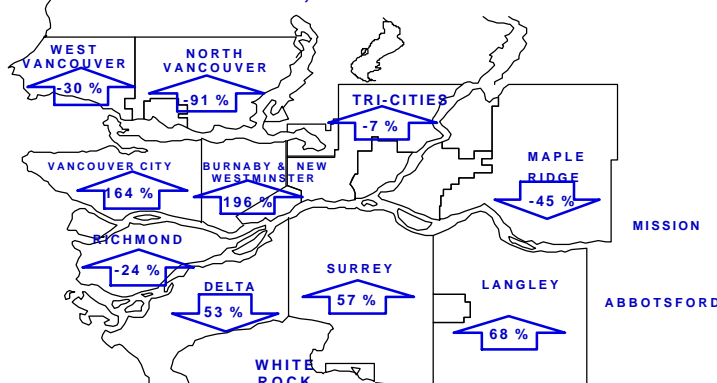 WEST
VANCOUVER
-30 %
NORTH
VANCOUVER
-91 %
TRI-CITIES
-7 %
VANCOUVER CITY
164 %
BURNABY & NEW
WESTMINSTER
196 %
MAPLE
RIDGE
-45 %
MISSION
RICHMOND
-24 %
DELTA
53 %
SURREY
57 %
LANGLEY
68 %
ABBOTSFORD
WHITE
ROCK